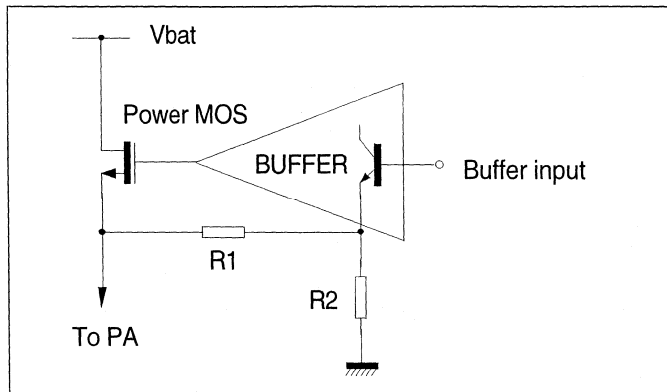 Vbat
Power MOS
BUFFER
Buffer input
R1
R2
To PA